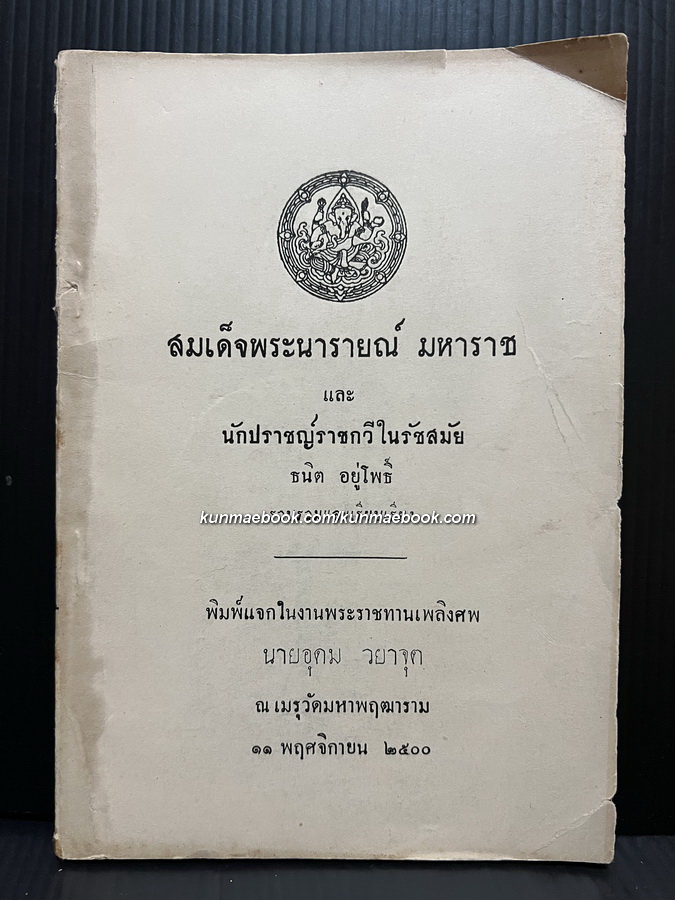 สมเด็จพระนารายณ์ มหาราช
และ
นักปราชญ์ราชกวีในรัชสมัย
ธนิต อยู่โพธิ์
kunmaebook.com/kunmaebook.com
พิมพ์แจกในงานพระราชทานเพลิงศพ
นายอุดม วยาจุต
ณ เมรุวัดมหาพฤฒาราม
๑๑ พฤศจิกายน ๒๕๐๐